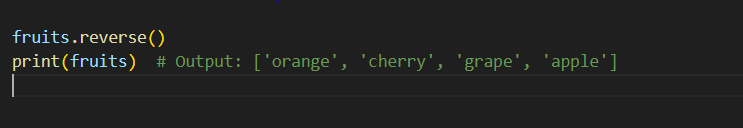 fruits.reverse()
print(fruits)  # Output: ['orange', 'cherry', 'grape', 'apple']